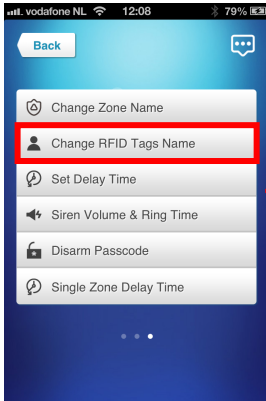 vodafone NL 12:08 79%
Back
Change Zone Name
Change RFID Tags Name
Set Delay Time
Siren Volume & Ring Time
Disarm Passcode
Single Zone Delay Time